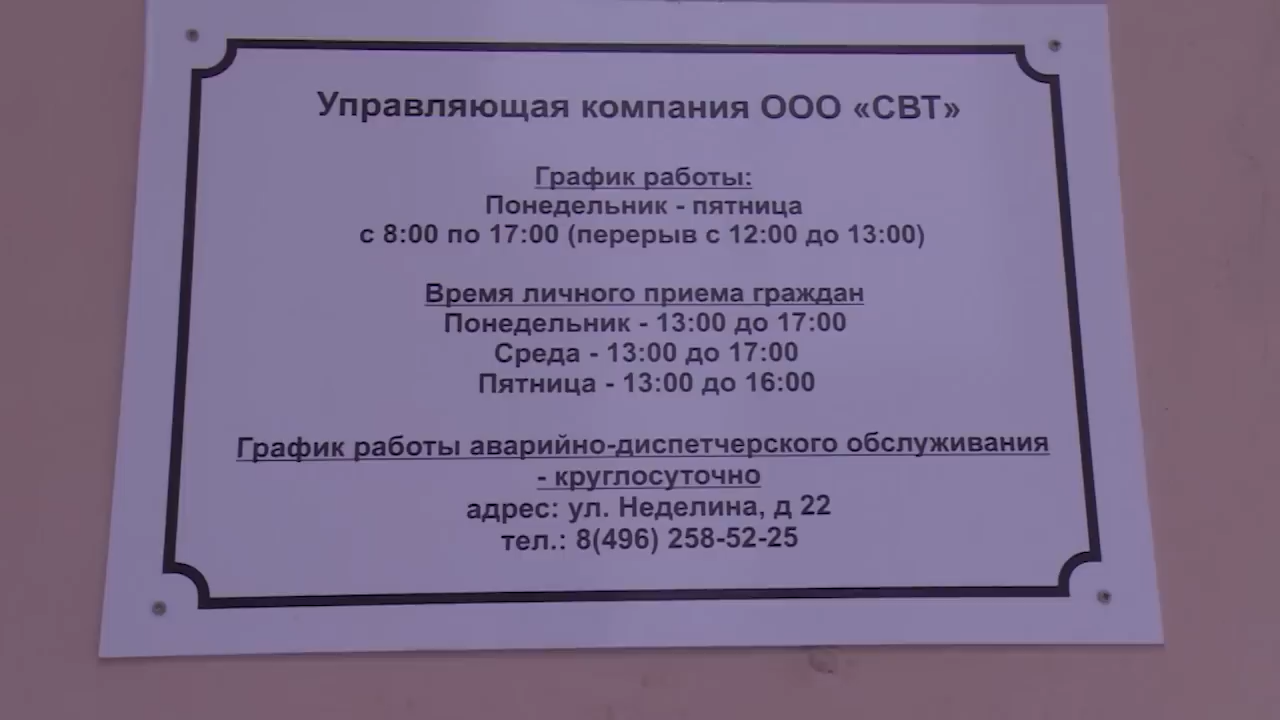 Управляющая компания ООО «СВТ»
График работы:
Понедельник - пятница
с 8:00 по 17:00 (перерыв с 12:00 до 13:00)
Время личного приема граждан
Понедельник - 13:00 до 17:00
Среда - 13:00 до 17:00
Пятница - 13:00 до 16:00
График работы аварийно-диспетчерского обслуживания
- круглосуточно
адрес: ул. Неделина, д 22
тел.: 8(496) 258-52-25